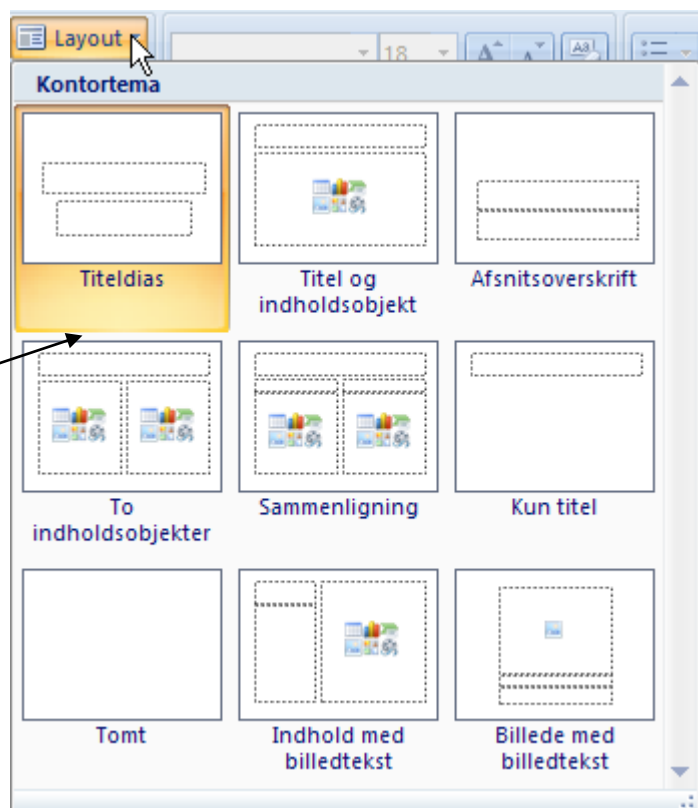 Layout
18
Kontortema
Titeldias
Titel og
indholdsobjekt
Afsnitsoverskrift
To
indholdsobjekter
Sammenligning
Kun titel
Tomt
Indhold med
billedtekst
Billede med
billedtekst